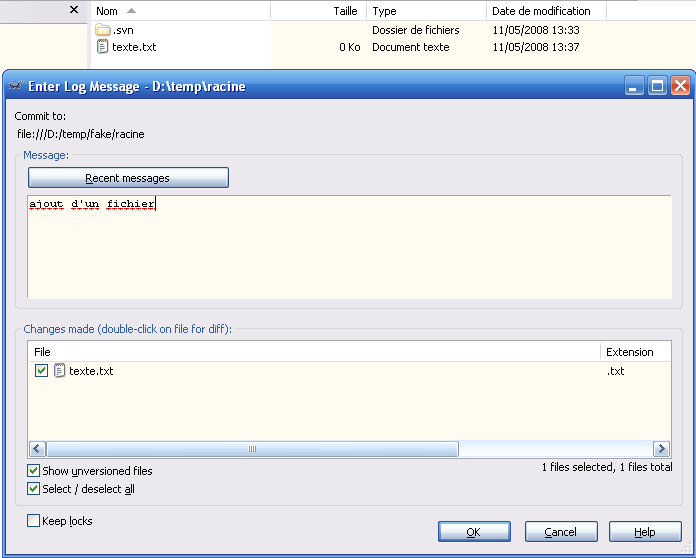 Nom Taille Type Date de modification
.svn Dossier de fichiers 11/05/2008 13:33
texte.txt 0 Ko Document texte 11/05/2008 13:37
Enter Log Message - D:\temp\racine
Commit to:
file:///D:/temp/fake/racine
Message:
Recent messages
ajout d'un fichier
Changes made (double-click on file for diff):
File Extension
texte.txt .txt
Show unversioned files
1 files selected, 1 files total
Select / deselect all
Keep locks
OK Cancel Help